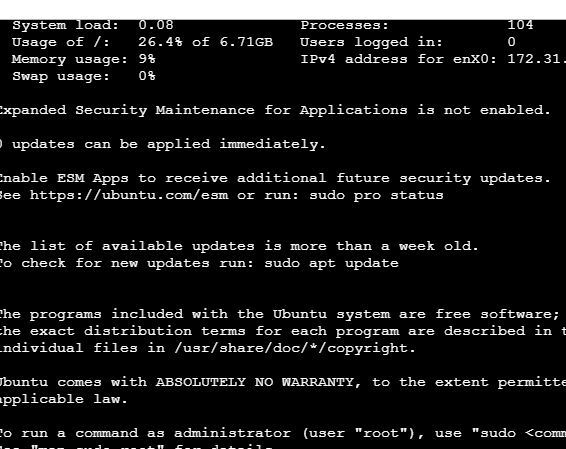 System load: 0.08 Processes: 104
Usage of /: 26.4% of 6.71GB Users logged in: 0
Memory usage: 9% IPv4 address for enX0: 172.31.
Swap usage: 0%
Expanded Security Maintenance for Applications is not enabled.
0 updates can be applied immediately.
Enable ESM Apps to receive additional future security updates.
See https://ubuntu.com/esm or run: sudo pro status
The list of available updates is more than a week old.
To check for new updates run: sudo apt update
The programs included with the Ubuntu system are free software;
the exact distribution terms for each program are described in t
individual files in /usr/share/doc/*/copyright.
Ubuntu comes with ABSOLUTELY NO WARRANTY, to the extent permitte
applicable law.
To run a command as administrator (user "root"), use "sudo <comm
See "man sudo_root" for details.